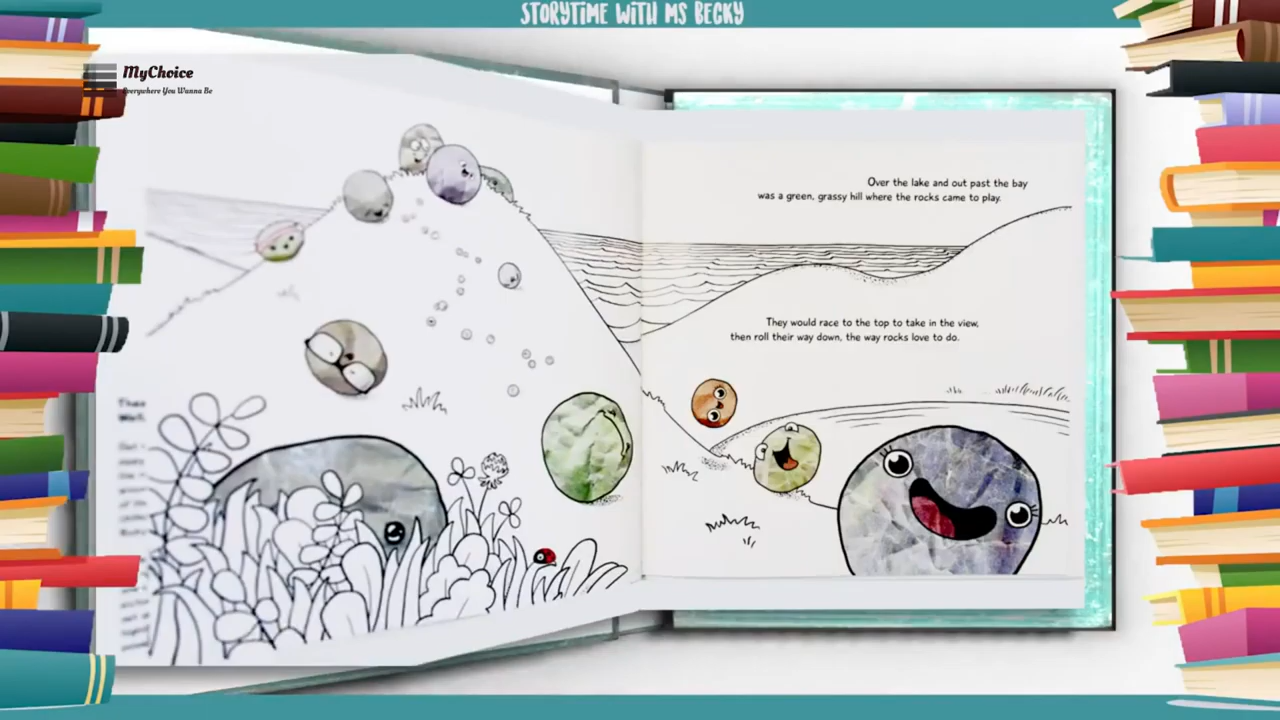 STORYTIME WITH MS BECKY
MyChoice
Everywhere You Wanna Be
Over the lake and out past the bay
was a green, grassy hill where the rocks came to play.
They would race to the top to take in the view,
then roll their way down, the way rocks love to do.